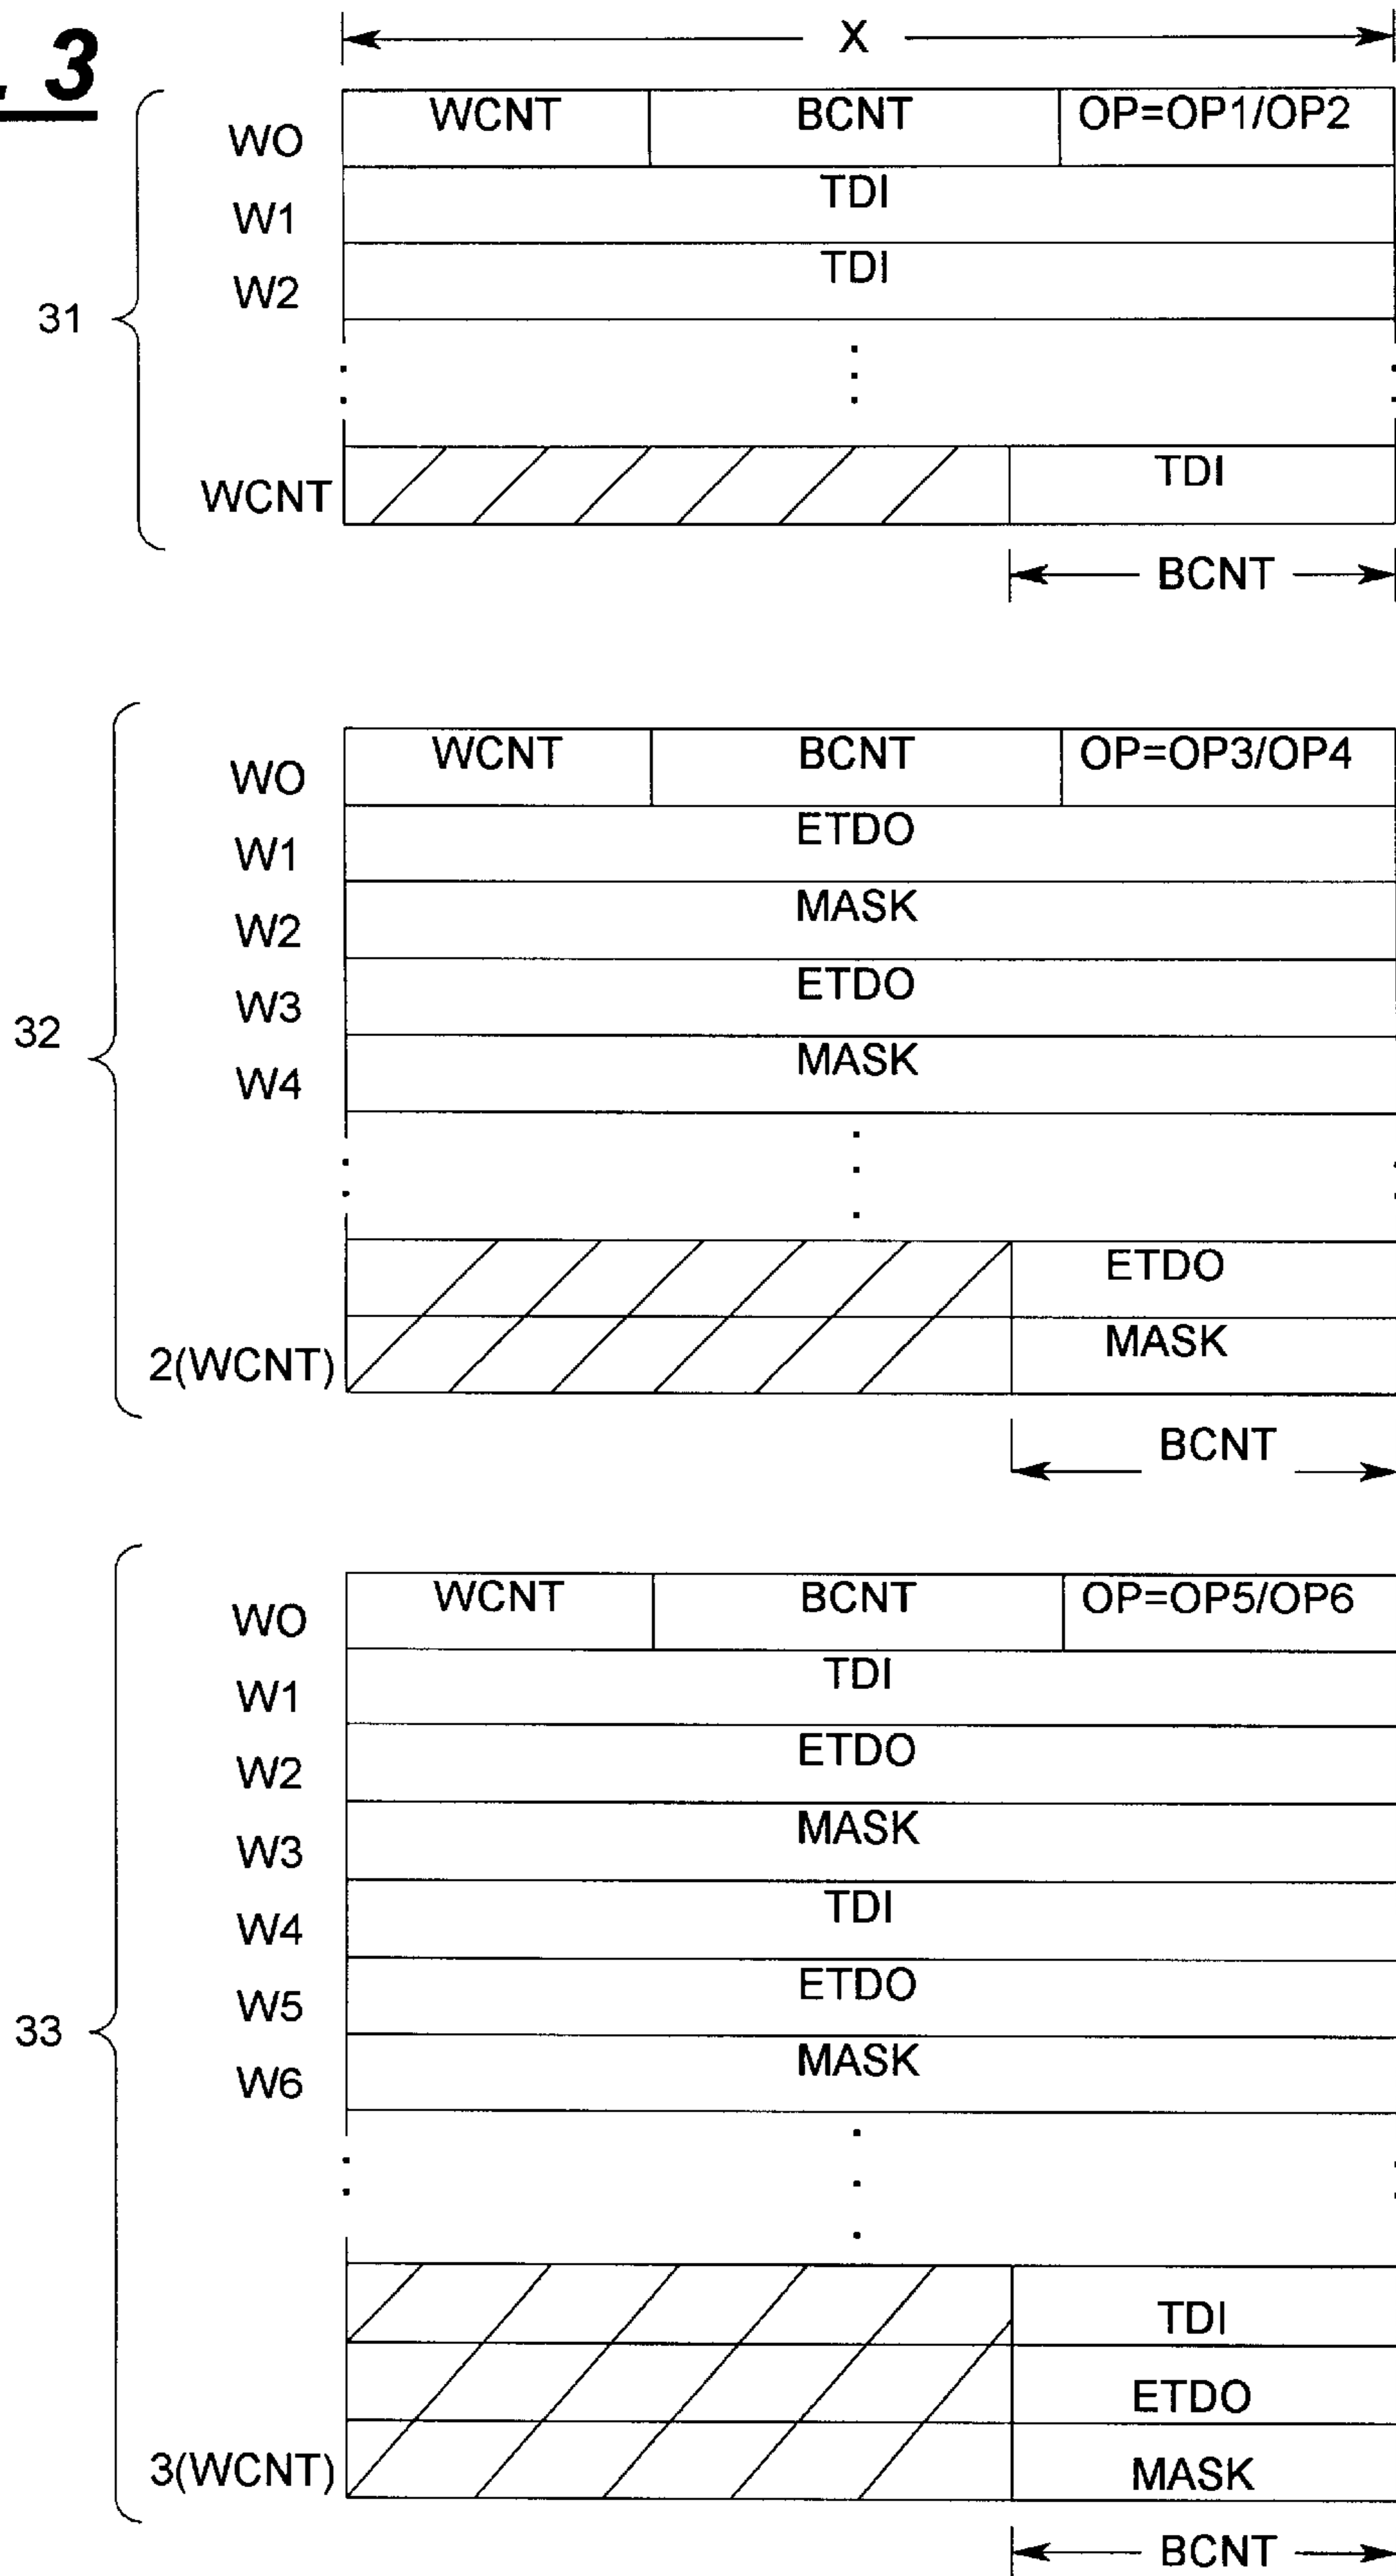 . 3
X
WO WCNT BCNT OP=OP1/OP2
W1 TDI
W2 TDI
31
WCNT TDI
BCNT
WO WCNT BCNT OP=OP3/OP4
W1 ETDO
W2 MASK
W3 ETDO
32
W4 MASK
ETDO
2(WCNT) MASK
BCNT
WO WCNT BCNT OP=OP5/OP6
W1 TDI
W2 ETDO
W3 MASK
W4 TDI
W5 ETDO
33
W6 MASK
TDI
ETDO
3(WCNT) MASK
BCNT